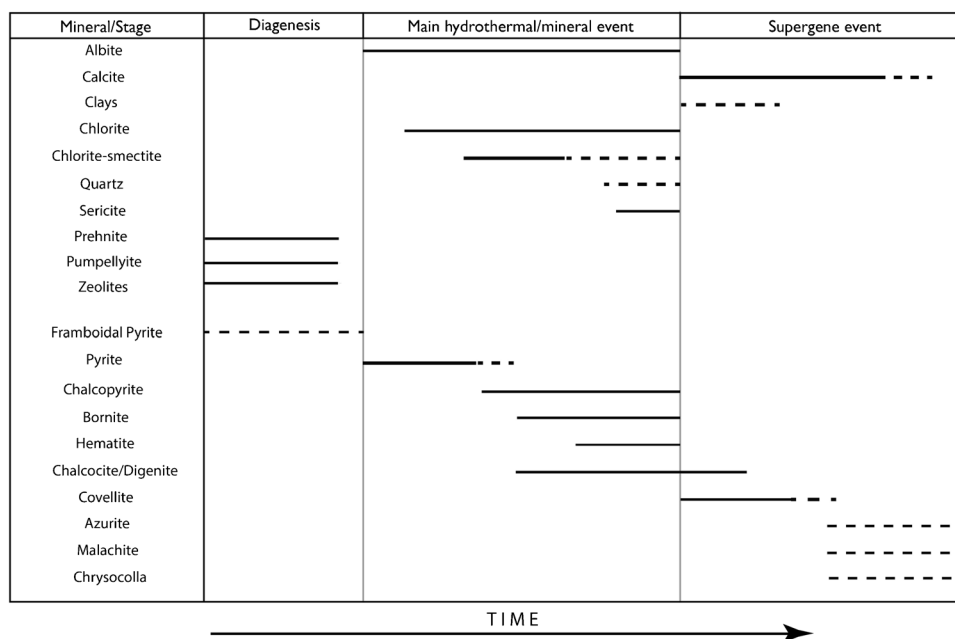 Mineral/Stage Diagenesis Main hydrothermal/mineral event Supergene event
Albite
Calcite
Clays
Chlorite
Chlorite-smectite
Quartz
Sericite
Prehnite
Pumpellyite
Zeolites
Framboidal Pyrite
Pyrite
Chalcopyrite
Bornite
Hematite
Chalcocite/Digenite
Covellite
Azurite
Malachite
Chrysocolla
TIME